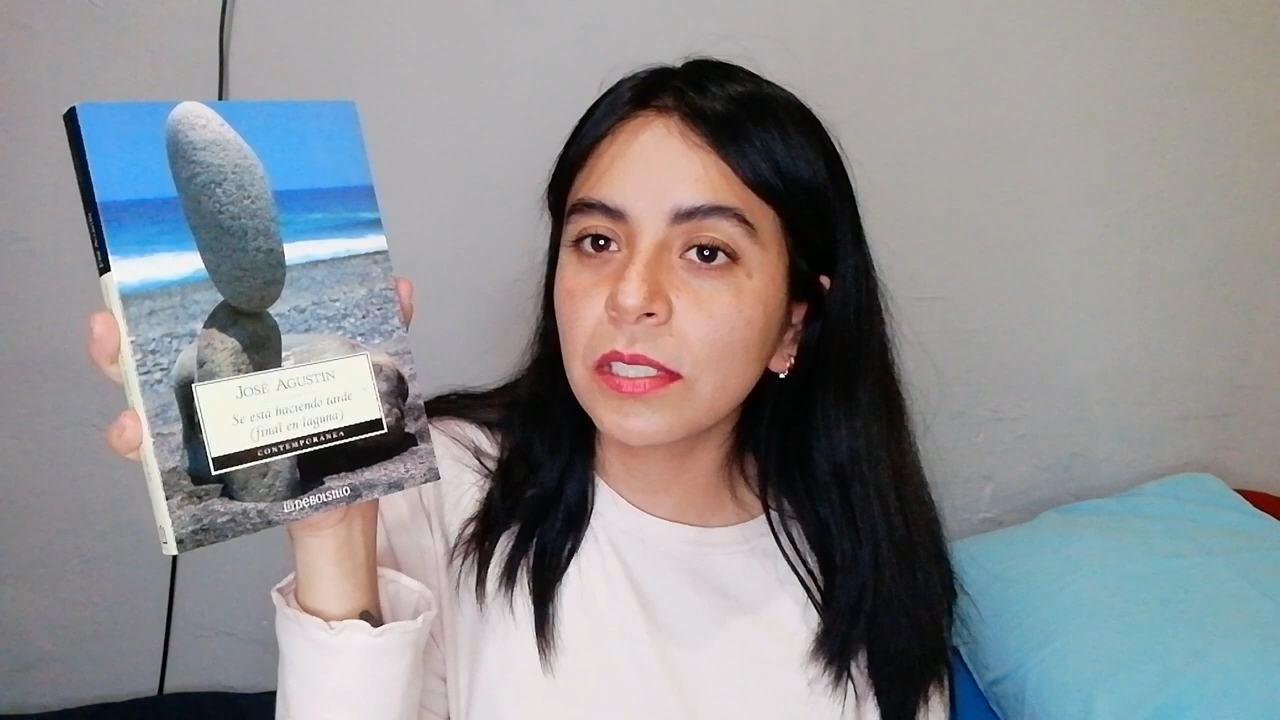 JOSÉ AGUSTÍN
Se está haciendo tarde
(final en laguna)
CONTEMPORÁNEA
DEBOLSILLO